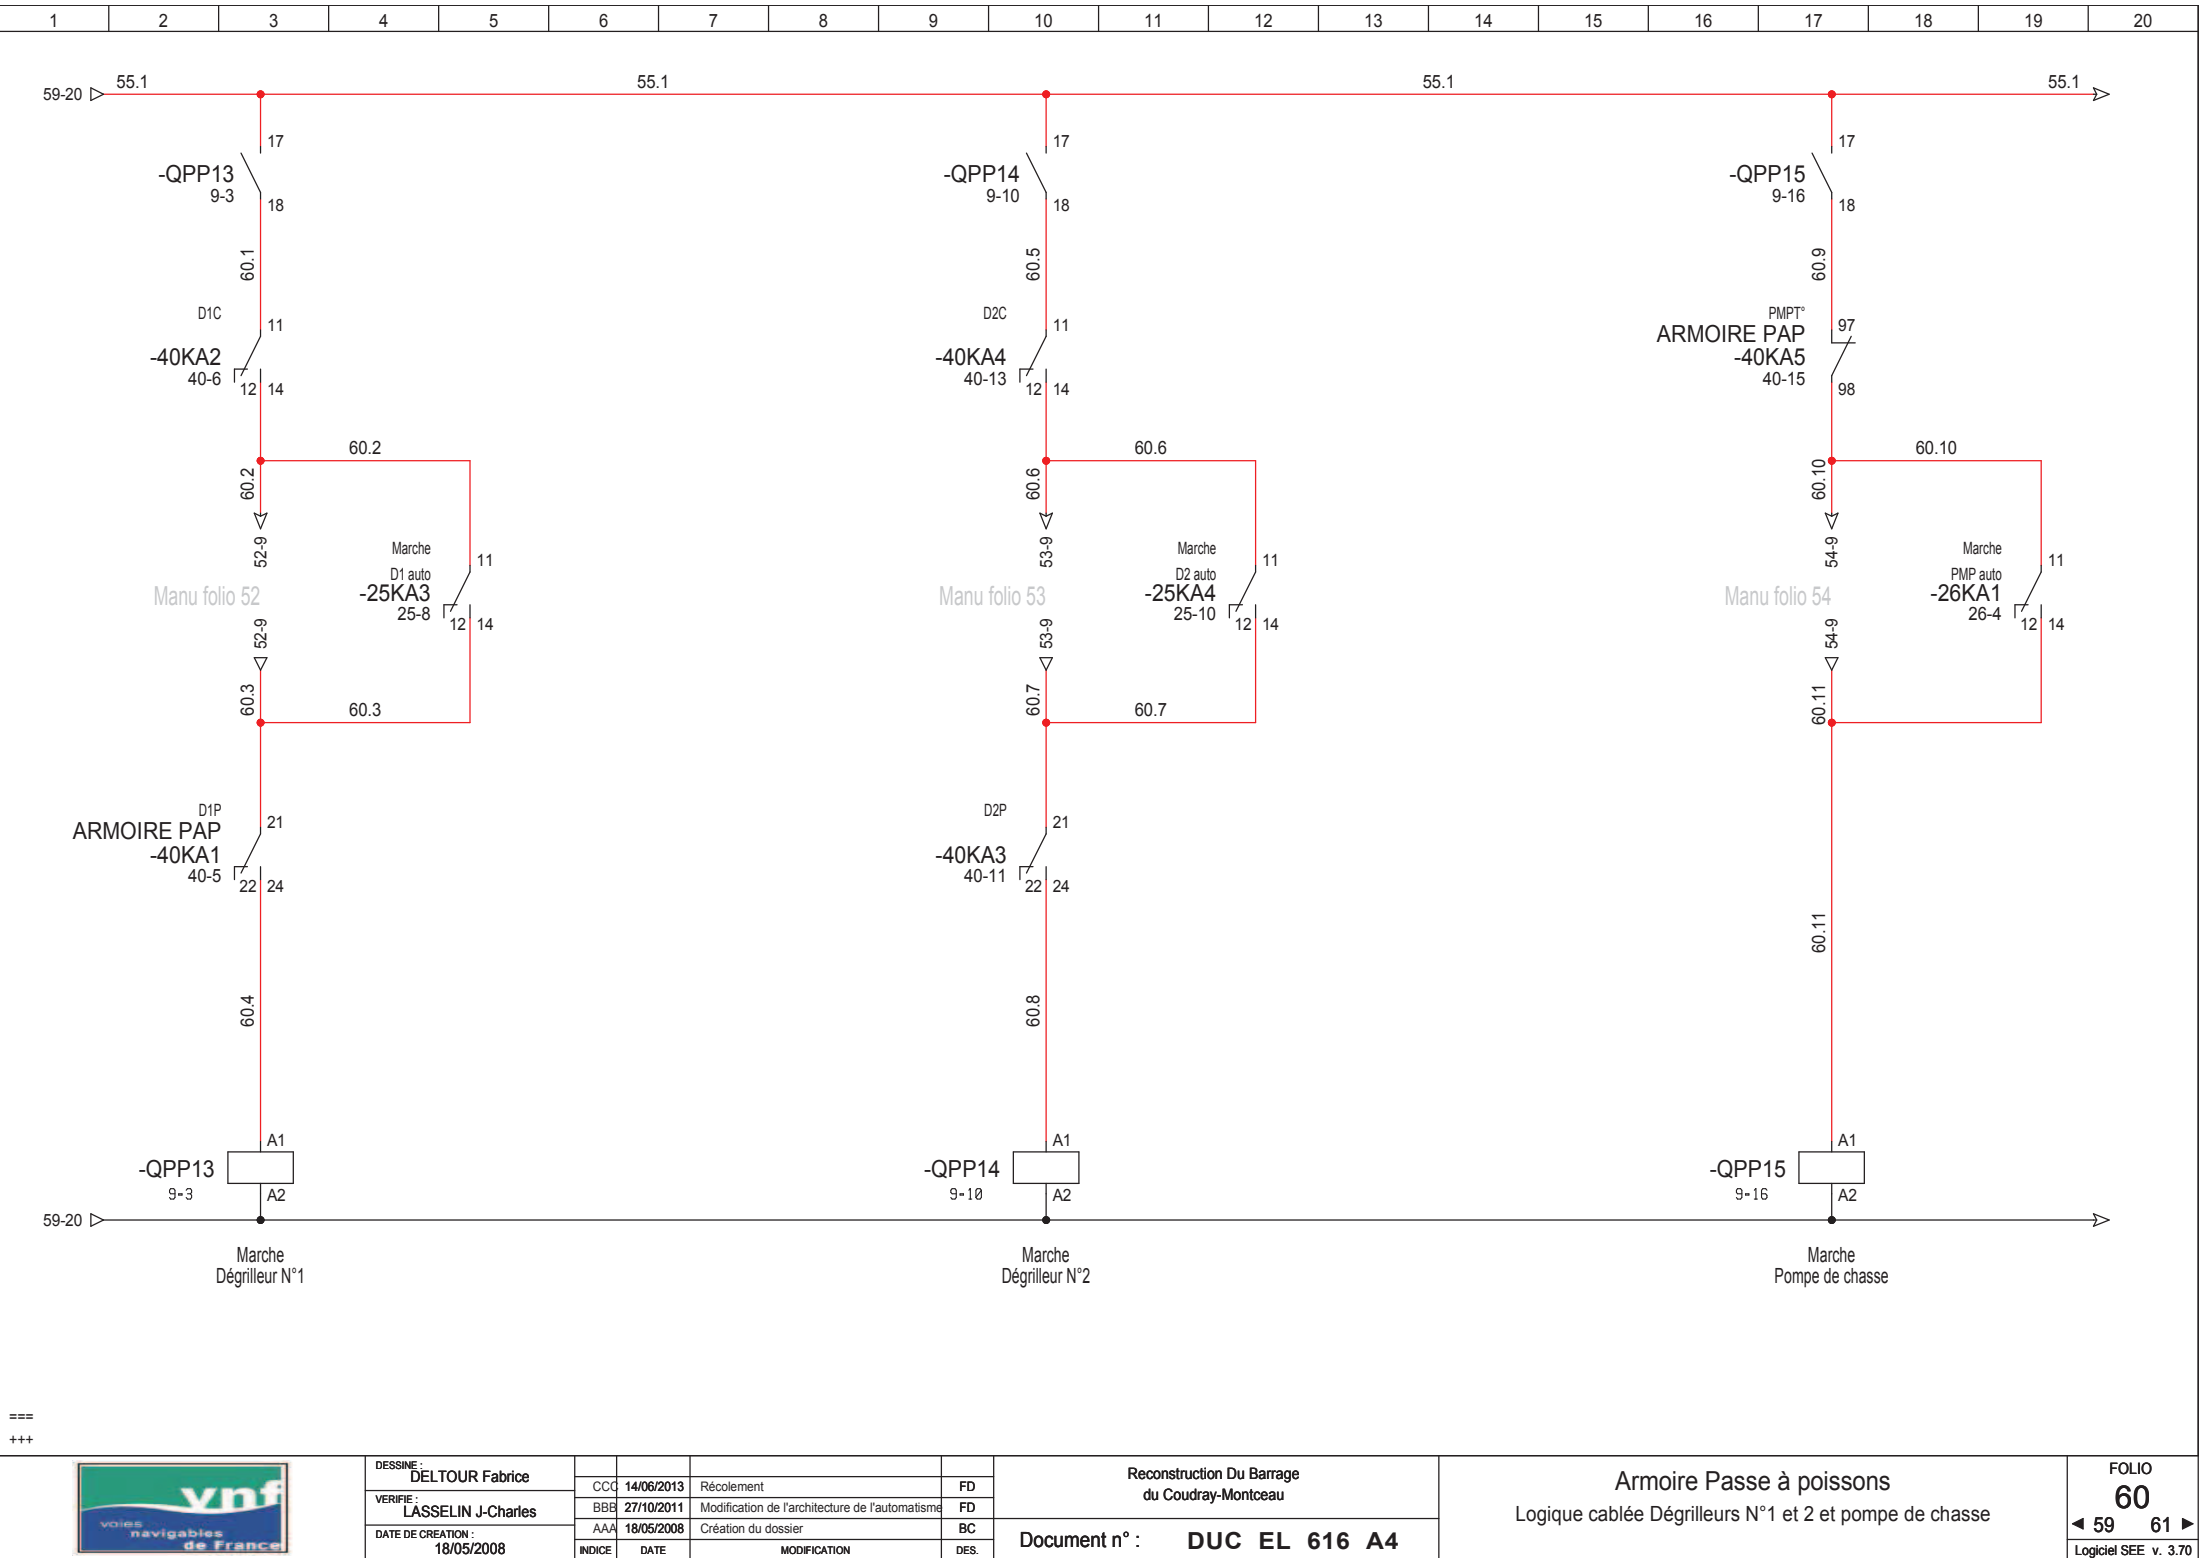 1 2 3 4 5 6 7 8 9 10 11 12 13 14 15 16 17 18 19 20
59-20 55.1 55.1 55.1 55.1
17 17 17
-QPP13 -QPP14 -QPP15
9-3 9-10 9-16
18 18 18
60.1 60.5 60.9
D1C D2C PMPT°
11 11 97
ARMOIRE PAP
-40KA2 -40KA4 -40KA5
40-6 40-13 40-15
12 14 12 14 98
60.2 60.6 60.10
60.2 60.6 60.10
52-9 53-9 54-9
Marche Marche Marche
11 11 11
D1 auto D2 auto PMP auto
Manu folio 52 -25KA3 Manu folio 53 -25KA4 Manu folio 54 -26KA1
25-8 25-10 26-4
12 14 12 14 12 14
52-9 53-9 54-9
60.3 60.7 60.11
60.3 60.7
D1P D2P
21 21
ARMOIRE PAP
-40KA1 -40KA3
40-5 40-11
22 24 22 24
60.11
60.4 60.8
A1 A1 A1
-QPP13 -QPP14 -QPP15
9-3 9-10 9-16
A2 A2 A2
59-20
Marche Marche Marche
Dégrilleur N°1 Dégrilleur N°2 Pompe de chasse
===
+++
vnf
voies
navigables
de France
DESSINE :
DELTOUR Fabrice
VERIFIE :
LASSELIN J-Charles
DATE DE CREATION :
18/05/2008
CCC 14/06/2013 Récolement FD
BBB 27/10/2011 Modification de l'architecture de l'automatisme FD
AAA 18/05/2008 Création du dossier BC
INDICE DATE MODIFICATION DES.
Reconstruction Du Barrage
du Coudray-Montceau
Document n° : DUC EL 616 A4
Armoire Passe à poissons
Logique cablée Dégrilleurs N°1 et 2 et pompe de chasse
FOLIO
60
59 61
Logiciel SEE v. 3.70